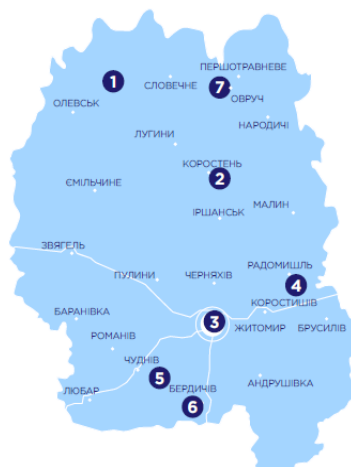 ПЕРШОТРАВНЕВЕ
1
СЛОВЕЧНЕ
7
ОВРУЧ
ОЛЕВСЬК
НАРОДИЧІ
ЛУГИНИ
КОРОСТЕНЬ
2
ЄМІЛЬЧИНЕ
МАЛИН
ІРШАНСЬК
ЗВЯГЕЛЬ
РАДОМИШЛЬ
ПУЛИНИ
ЧЕРНЯХІВ
4
КОРОСТИШІВ
БАРАНІВКА
3
ЖИТОМИР
БРУСИЛІВ
РОМАНІВ
ЧУДНІВ
5
БЕРДИЧІВ
АНДРУШІВКА
ЛЮБАР
6